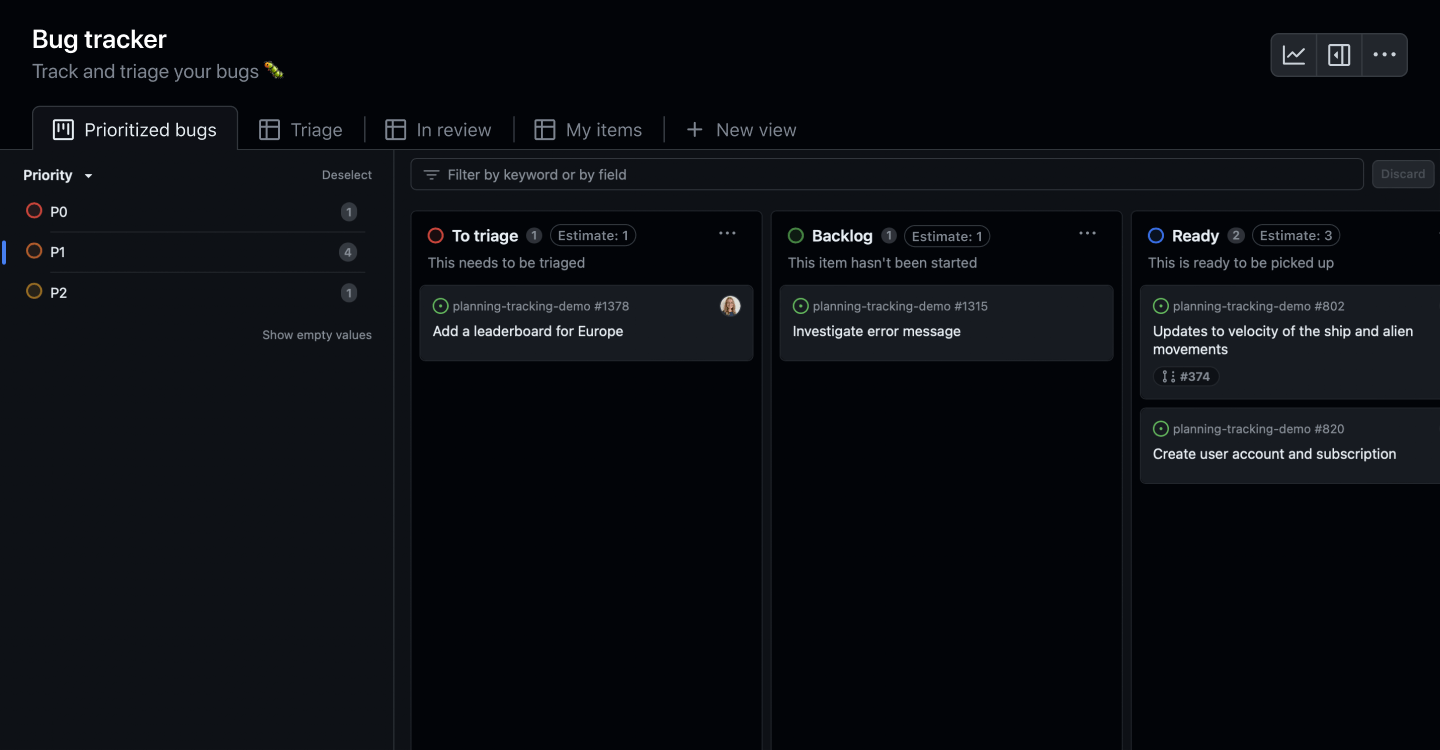 Bug tracker
Track and triage your bugs 🐛
Prioritized bugs
Triage
In review
My items
New view
Priority
Deselect
P0
1
P1
4
P2
1
Show empty values
Filter by keyword or by field
Discard
To triage 1 Estimate: 1
This needs to be triaged
planning-tracking-demo #1378
Add a leaderboard for Europe
Backlog 1 Estimate: 1
This item hasn't been started
planning-tracking-demo #1315
Investigate error message
Ready 2 Estimate: 3
This is ready to be picked up
planning-tracking-demo #802
Updates to velocity of the ship and alien
movements
#374
planning-tracking-demo #820
Create user account and subscription